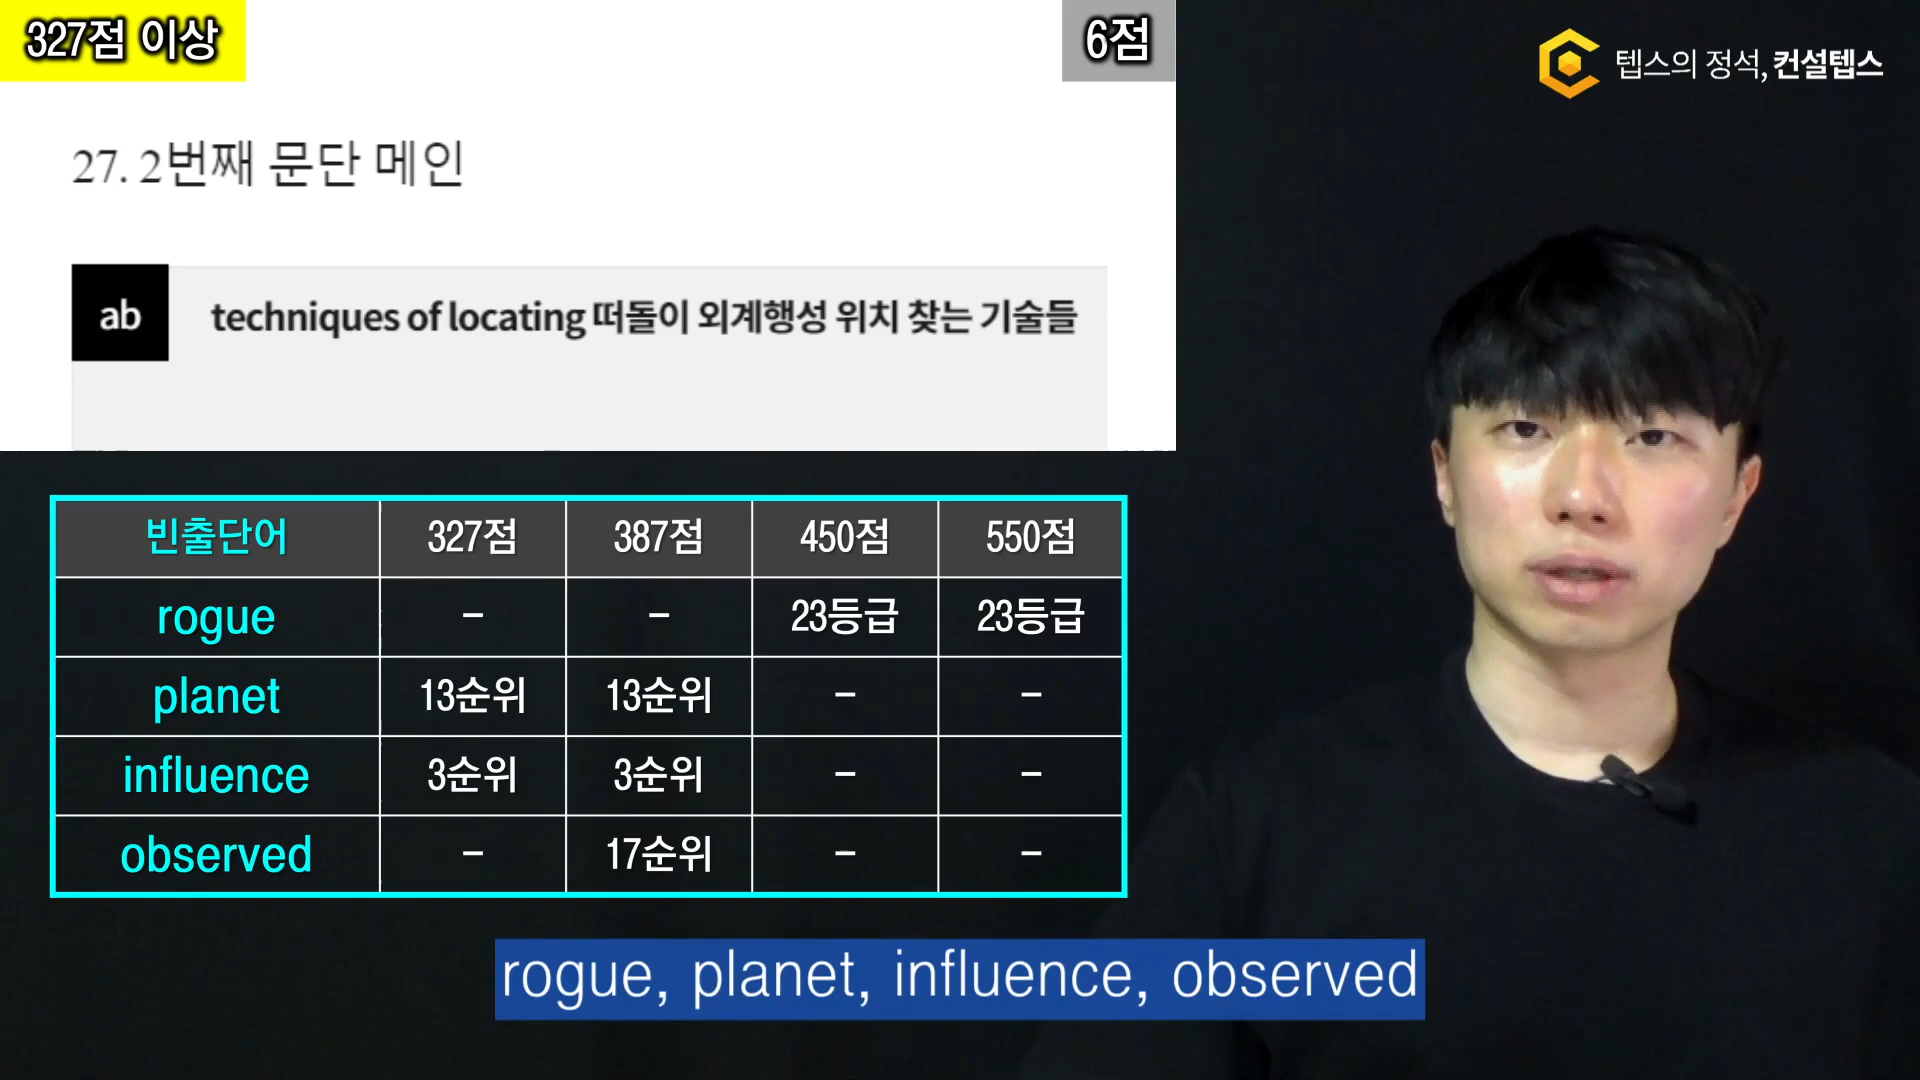 327점 이상
6점
텝스의 정석, 컨설텝스
27. 2번째 문단 메인
ab
techniques of locating 떠돌이 외계행성 위치 찾는 기술들
빈출단어 327점 387점 450점 550점
rogue - - 23등급 23등급
planet 13순위 13순위 - -
influence 3순위 3순위 - -
observed - 17순위 - -
rogue, planet, influence, observed